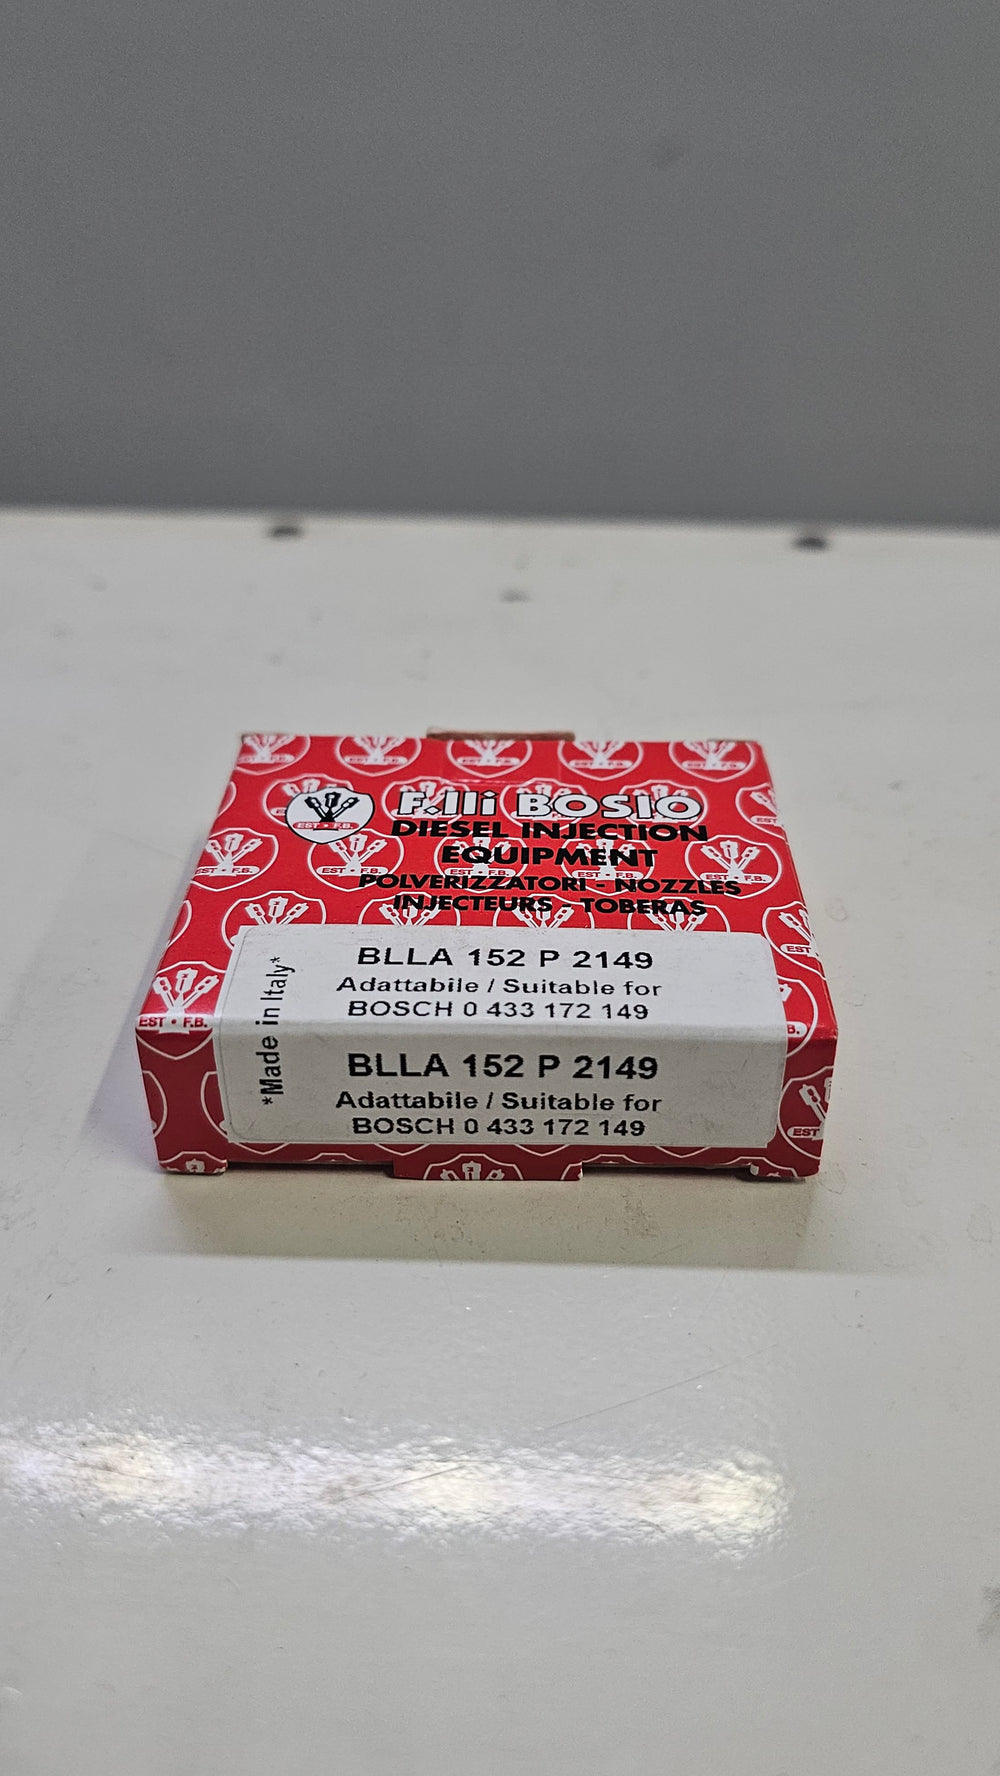 EST • F.B.
F.lli BOSIO
DIESEL INJECTION
EQUIPMENT
POLVERIZZATORI - NOZZLES
INJECTEURS - TOBERAS
*Made in Italy*
BLLA 152 P 2149
Adattabile / Suitable for
BOSCH 0 433 172 149
BLLA 152 P 2149
Adattabile / Suitable for
BOSCH 0 433 172 149